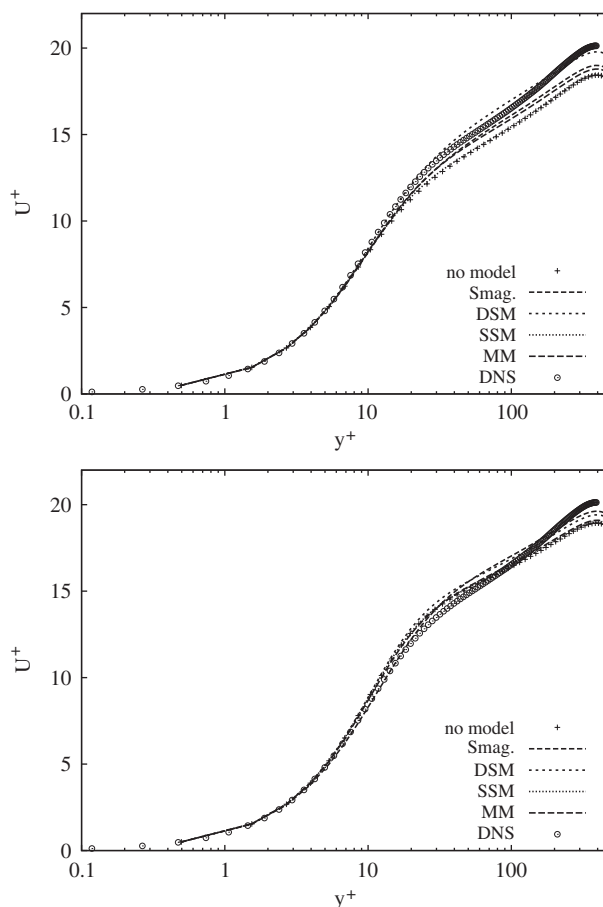 20
15
U+
10
5
0
no model
Smag.
DSM
SSM
MM
DNS
0.1 1 10 100
y+
20
15
U+
10
5
0
no model
Smag.
DSM
SSM
MM
DNS
0.1 1 10 100
y+